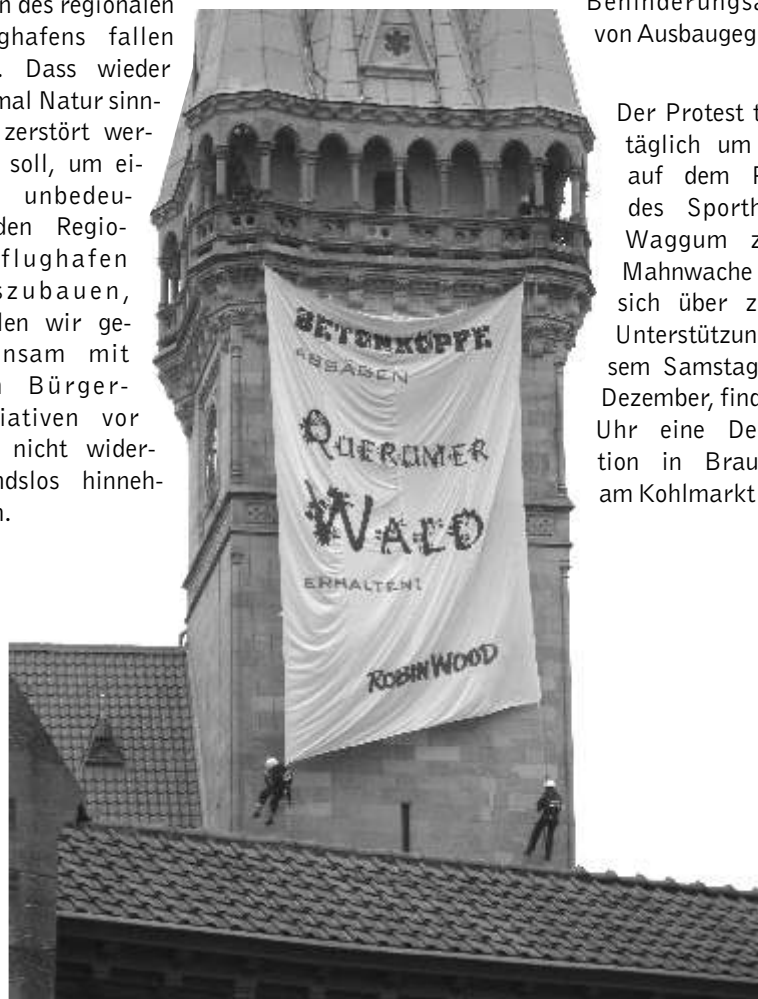 n des regionalen
ghafens fallen
. Dass wieder
mal Natur sinn-
zerstört wer-
soll, um ei-
unbedeu-
den Regio-
flughafen
szubauen,
den wir ge-
nsam mit
n Bürger-
iativen vor
nicht wider-
ndslos hinneh-
n.
BETONKÖPFE
ABSÄGEN
QUERUMER
WALD
ERHALTEN!
ROBIN WOOD
Behinderungsa
von Ausbaugeg
Der Protest t
täglich um
auf dem P
des Sporth
Waggum z
Mahnwache
sich über z
Unterstützun
sem Samstag
Dezember, find
Uhr eine De
tion in Brau
am Kohlmarkt